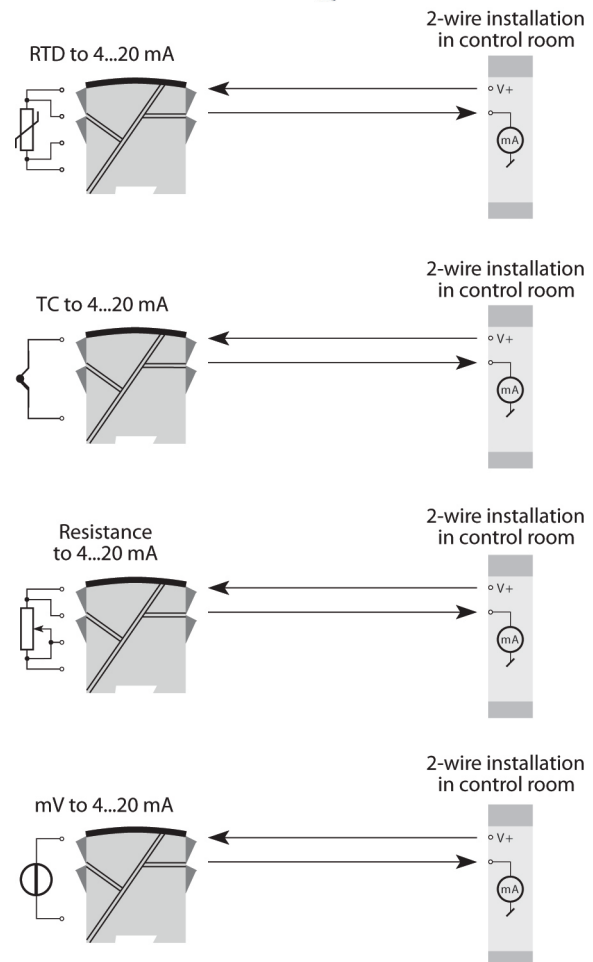 2-wire installation
in control room
RTD to 4...20 mA
V+
mA
2-wire installation
in control room
TC to 4...20 mA
V+
mA
2-wire installation
in control room
Resistance
to 4...20 mA
V+
mA
2-wire installation
in control room
mV to 4...20 mA
V+
mA